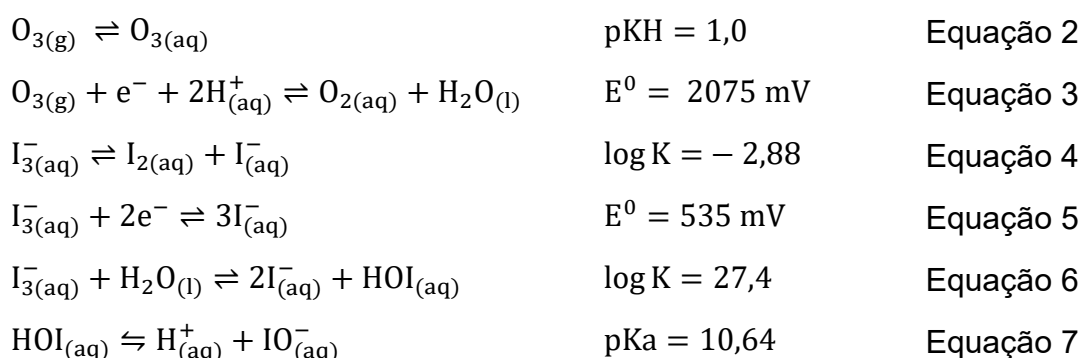 O₃(g) ⇌ O₃(aq) pKH = 1,0 Equação 2
O₃(g) + e⁻ + 2H⁺(aq) ⇌ O₂(aq) + H₂O(l) E⁰ = 2075 mV Equação 3
I₃⁻(aq) ⇌ I₂(aq) + I⁻(aq) log K = − 2,88 Equação 4
I₃⁻(aq) + 2e⁻ ⇌ 3I⁻(aq) E⁰ = 535 mV Equação 5
I₃⁻(aq) + H₂O(l) ⇌ 2I⁻(aq) + HOI(aq) log K = 27,4 Equação 6
HOI(aq) ⇋ H⁺(aq) + IO⁻(aq) pKa = 10,64 Equação 7